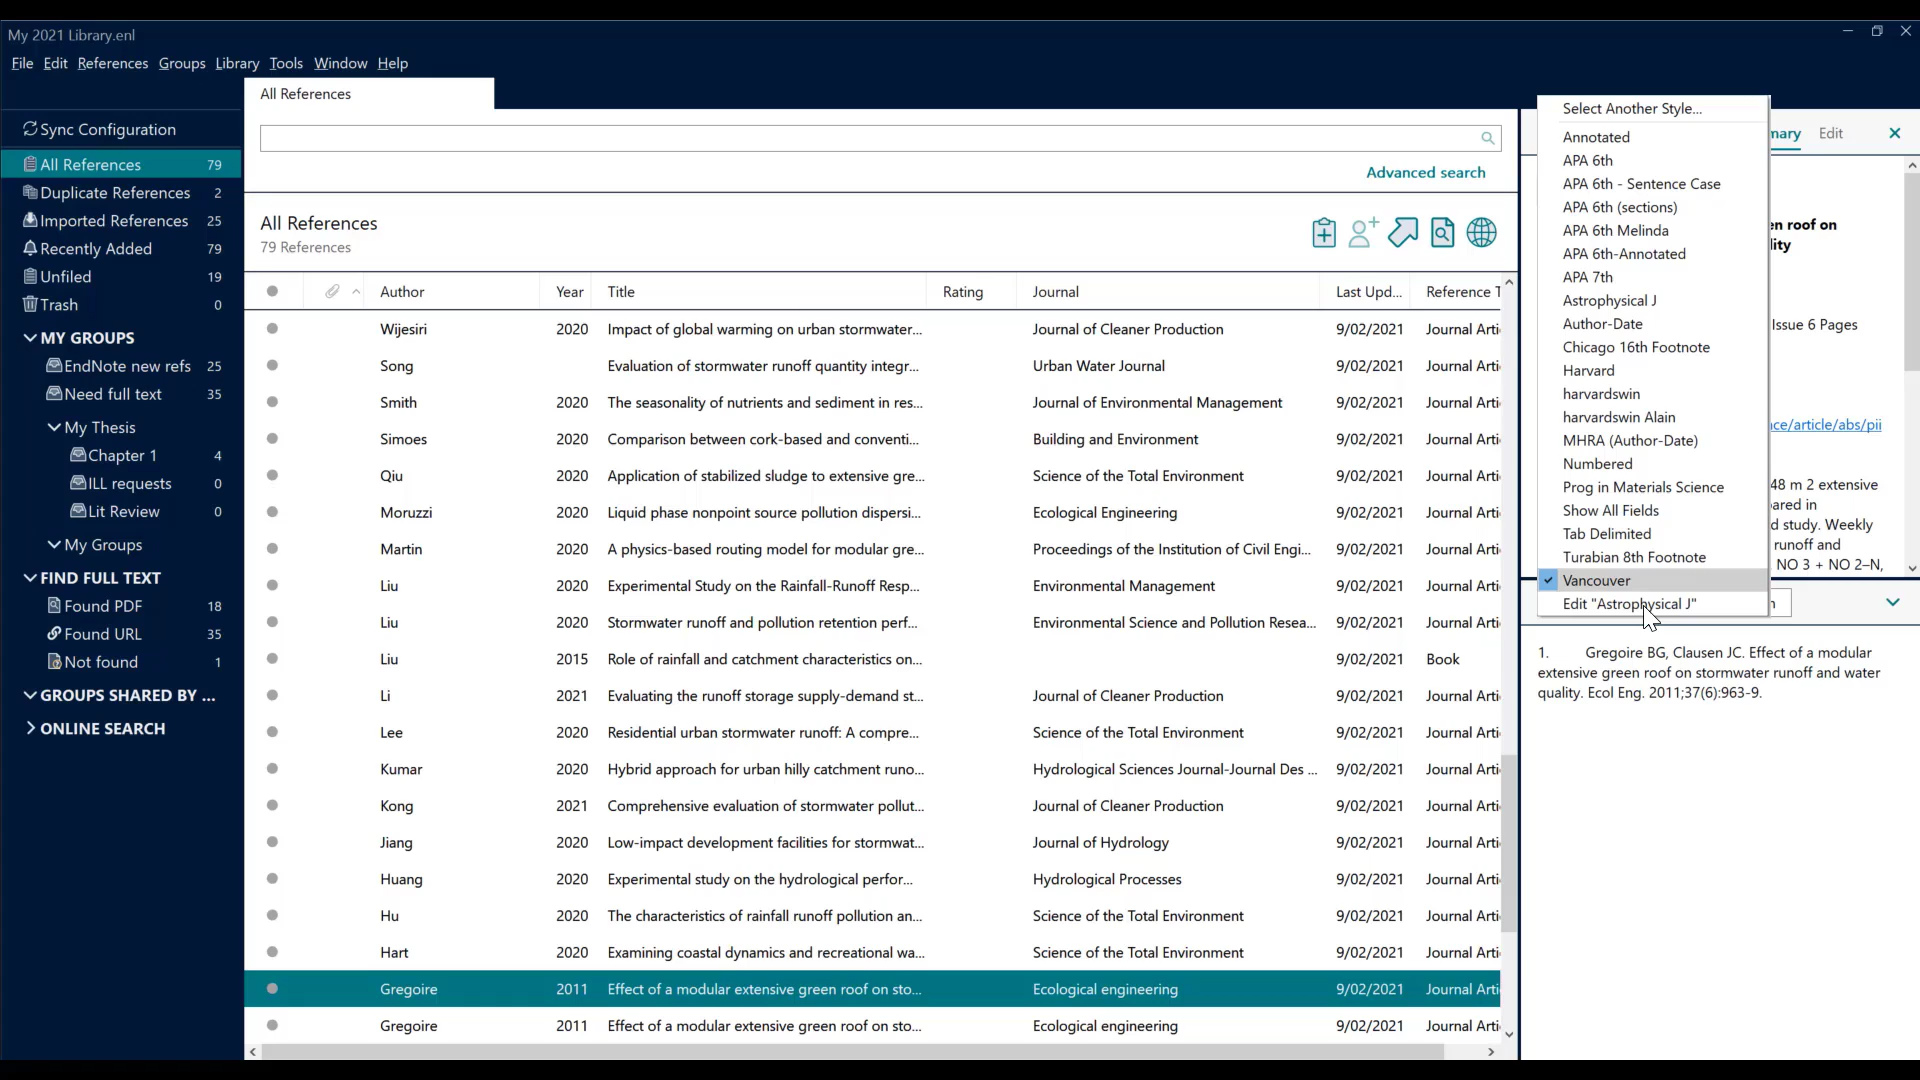 My 2021 Library.enl
File Edit References Groups Library Tools Window Help
All References
Sync Configuration
All References 79
Duplicate References 2
Imported References 25
Recently Added 79
Unfiled 19
Trash 0
MY GROUPS
EndNote new refs 25
Need full text 35
My Thesis
Chapter 1 4
ILL requests 0
Lit Review 0
My Groups
FIND FULL TEXT
Found PDF 18
Found URL 35
Not found 1
GROUPS SHARED BY ...
ONLINE SEARCH
Advanced search
All References
79 References
Author Year Title Rating Journal Last Upd... Reference T
Wijesiri 2020 Impact of global warming on urban stormwater... Journal of Cleaner Production 9/02/2021 Journal Arti
Song Evaluation of stormwater runoff quantity integr... Urban Water Journal 9/02/2021 Journal Arti
Smith 2020 The seasonality of nutrients and sediment in res... Journal of Environmental Management 9/02/2021 Journal Arti
Simoes 2020 Comparison between cork-based and conventi... Building and Environment 9/02/2021 Journal Arti
Qiu 2020 Application of stabilized sludge to extensive gre... Science of the Total Environment 9/02/2021 Journal Arti
Moruzzi 2020 Liquid phase nonpoint source pollution dispersi... Ecological Engineering 9/02/2021 Journal Arti
Martin 2020 A physics-based routing model for modular gre... Proceedings of the Institution of Civil Engi... 9/02/2021 Journal Arti
Liu 2020 Experimental Study on the Rainfall-Runoff Resp... Environmental Management 9/02/2021 Journal Arti
Liu 2020 Stormwater runoff and pollution retention perf... Environmental Science and Pollution Resea... 9/02/2021 Journal Arti
Liu 2015 Role of rainfall and catchment characteristics on... 9/02/2021 Book
Li 2021 Evaluating the runoff storage supply-demand st... Journal of Cleaner Production 9/02/2021 Journal Arti
Lee 2020 Residential urban stormwater runoff: A compre... Science of the Total Environment 9/02/2021 Journal Arti
Kumar 2020 Hybrid approach for urban hilly catchment runo... Hydrological Sciences Journal-Journal Des ... 9/02/2021 Journal Arti
Kong 2021 Comprehensive evaluation of stormwater pollut... Journal of Cleaner Production 9/02/2021 Journal Arti
Jiang 2020 Low-impact development facilities for stormwat... Journal of Hydrology 9/02/2021 Journal Arti
Huang 2020 Experimental study on the hydrological perfor... Hydrological Processes 9/02/2021 Journal Arti
Hu 2020 The characteristics of rainfall runoff pollution an... Science of the Total Environment 9/02/2021 Journal Arti
Hart 2020 Examining coastal dynamics and recreational wa... Science of the Total Environment 9/02/2021 Journal Arti
Gregoire 2011 Effect of a modular extensive green roof on sto... Ecological engineering 9/02/2021 Journal Arti
Gregoire 2011 Effect of a modular extensive green roof on sto... Ecological engineering 9/02/2021 Journal Arti
Select Another Style...
Annotated
APA 6th
APA 6th - Sentence Case
APA 6th (sections)
APA 6th Melinda
APA 6th-Annotated
APA 7th
Astrophysical J
Author-Date
Chicago 16th Footnote
Harvard
harvardswin
harvardswin Alain
MHRA (Author-Date)
Numbered
Prog in Materials Science
Show All Fields
Tab Delimited
Turabian 8th Footnote
Vancouver
Edit "Astrophysical J"
mary Edit
en roof on
lity
Issue 6 Pages
ce/article/abs/pii
48 m 2 extensive
ared in
d study. Weekly
runoff and
NO 3 + NO 2–N,
1. Gregoire BG, Clausen JC. Effect of a modular
extensive green roof on stormwater runoff and water
quality. Ecol Eng. 2011;37(6):963-9.